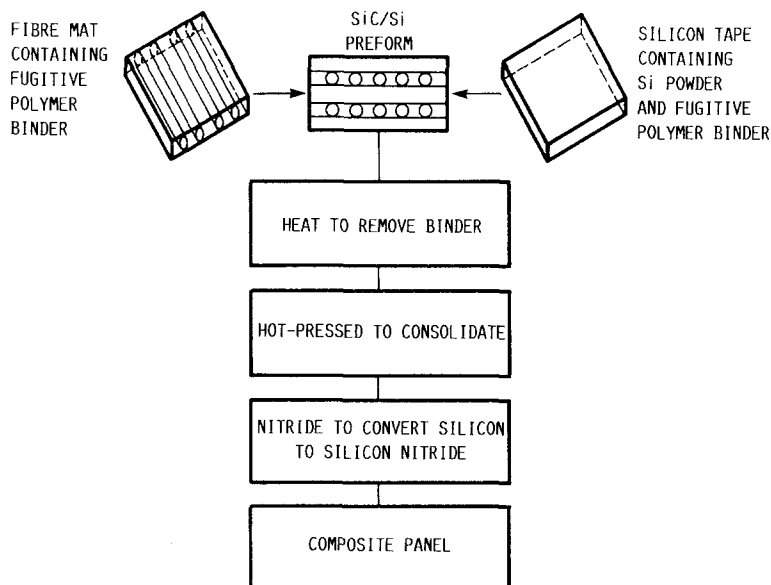 FIBRE MAT
CONTAINING
FUGITIVE
POLYMER
BINDER
SiC/Si
PREFORM
SILICON TAPE
CONTAINING
Si POWDER
AND FUGITIVE
POLYMER BINDER
HEAT TO REMOVE BINDER
HOT-PRESSED TO CONSOLIDATE
NITRIDE TO CONVERT SILICON
TO SILICON NITRIDE
COMPOSITE PANEL